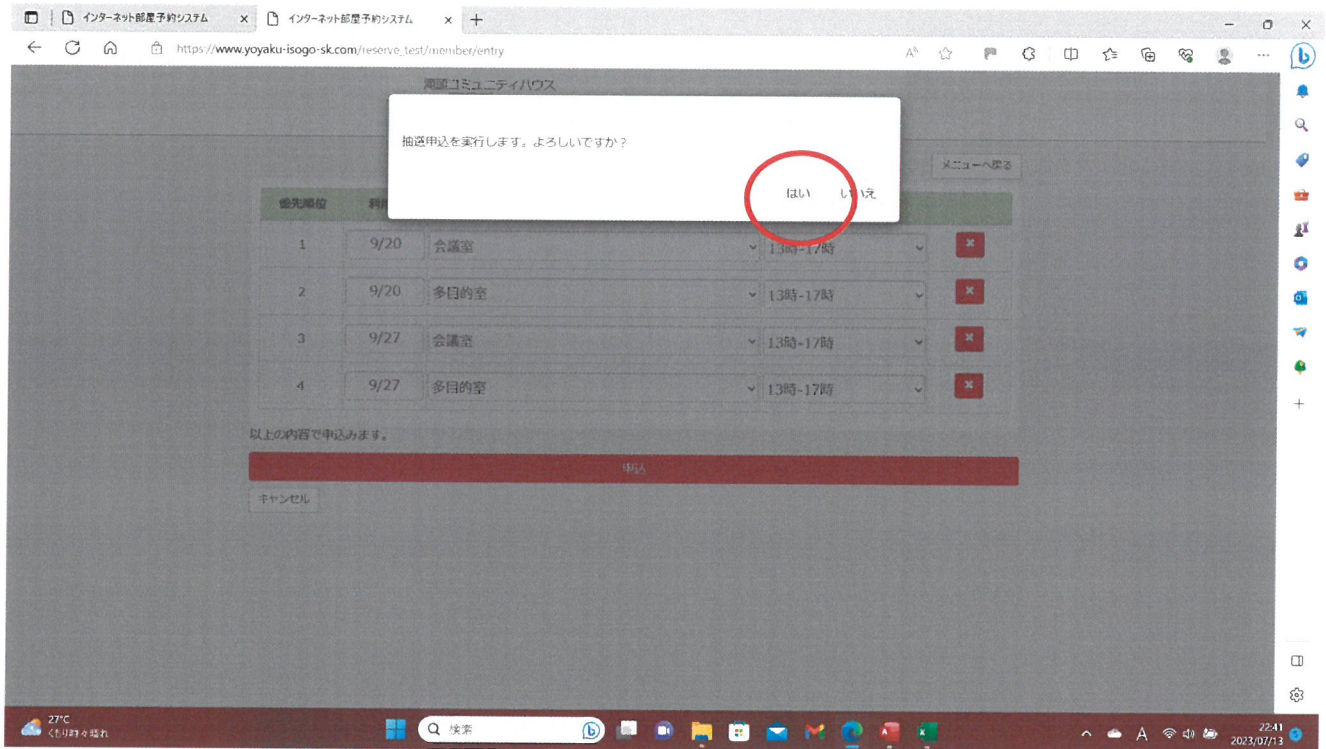 インターネット部屋予約システム
インターネット部屋予約システム
https://www.yoyaku-isogo-sk.com/reserve_test/member/entry
滝頭コミュニティハウス
抽選申込を実行します。よろしいですか？
はい いいえ
メニューへ戻る
優先順位 利用
1 9/20 会議室 13時-17時
2 9/20 多目的室 13時-17時
3 9/27 会議室 13時-17時
4 9/27 多目的室 13時-17時
以上の内容で申込みます。
申込
キャンセル
27°C
くもり時々晴れ
検索
A
22:41
2023/07/13